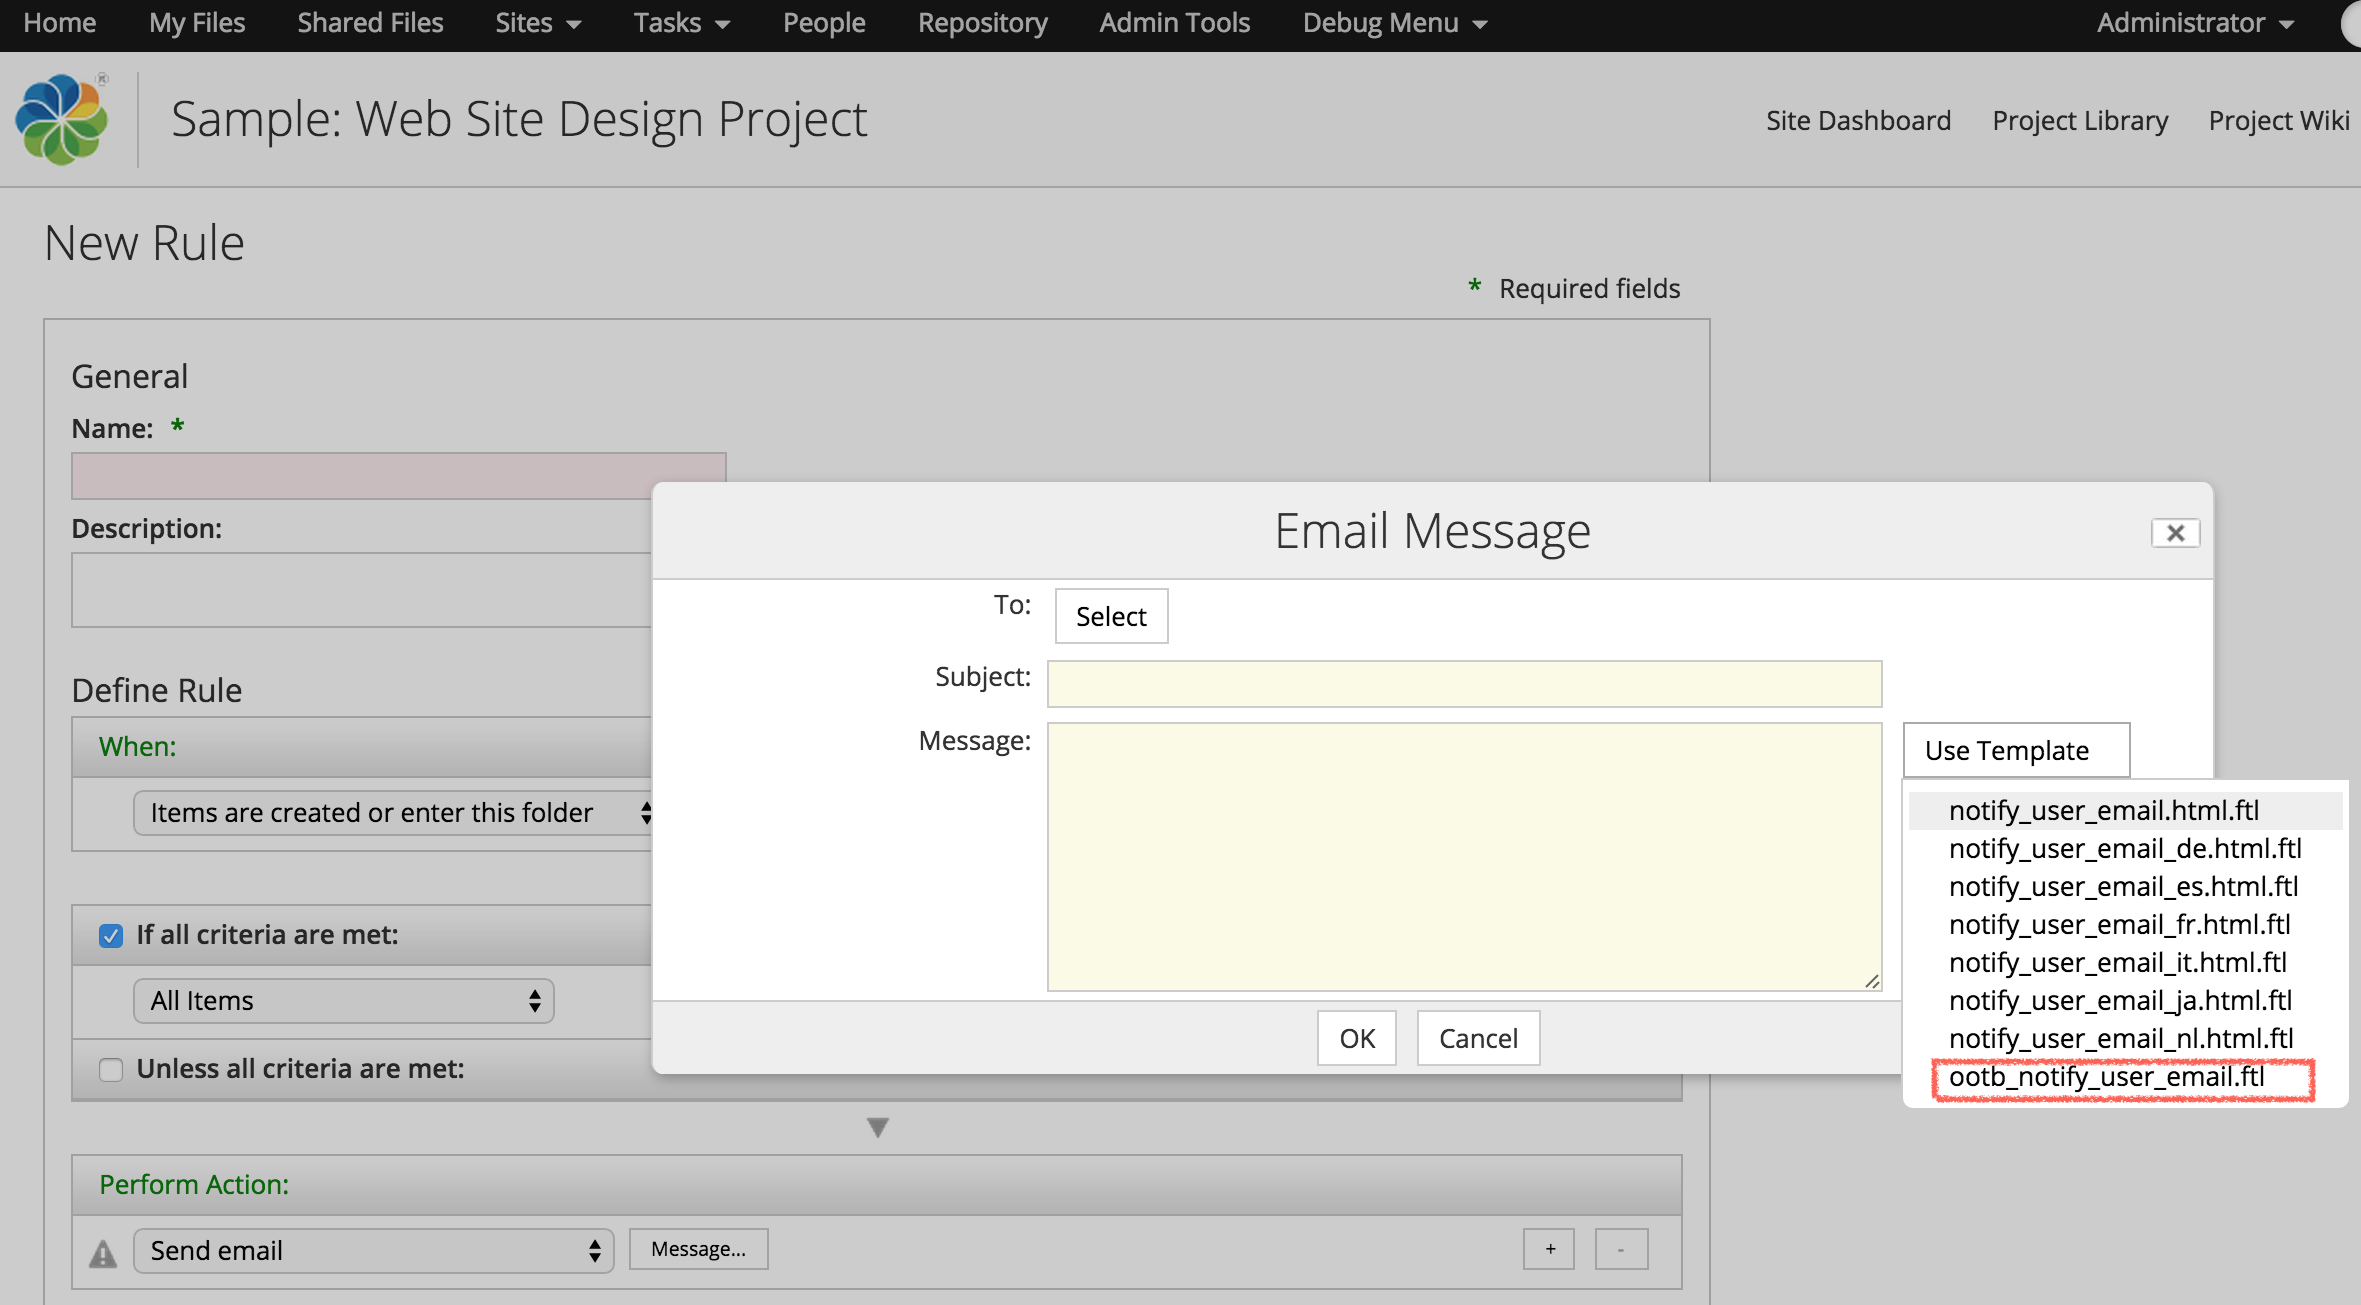 Home My Files Shared Files Sites Tasks People Repository Admin Tools Debug Menu Administrator
Sample: Web Site Design Project
Site Dashboard Project Library Project Wiki
New Rule
* Required fields
General
Name: *
Description:
Define Rule
When:
Items are created or enter this folder
If all criteria are met:
All Items
Unless all criteria are met:
Perform Action:
Send email Message... + -
Email Message
To: Select
Subject:
Message:
Use Template
notify_user_email.html.ftl
notify_user_email_de.html.ftl
notify_user_email_es.html.ftl
notify_user_email_fr.html.ftl
notify_user_email_it.html.ftl
notify_user_email_ja.html.ftl
notify_user_email_nl.html.ftl
ootb_notify_user_email.ftl
OK Cancel